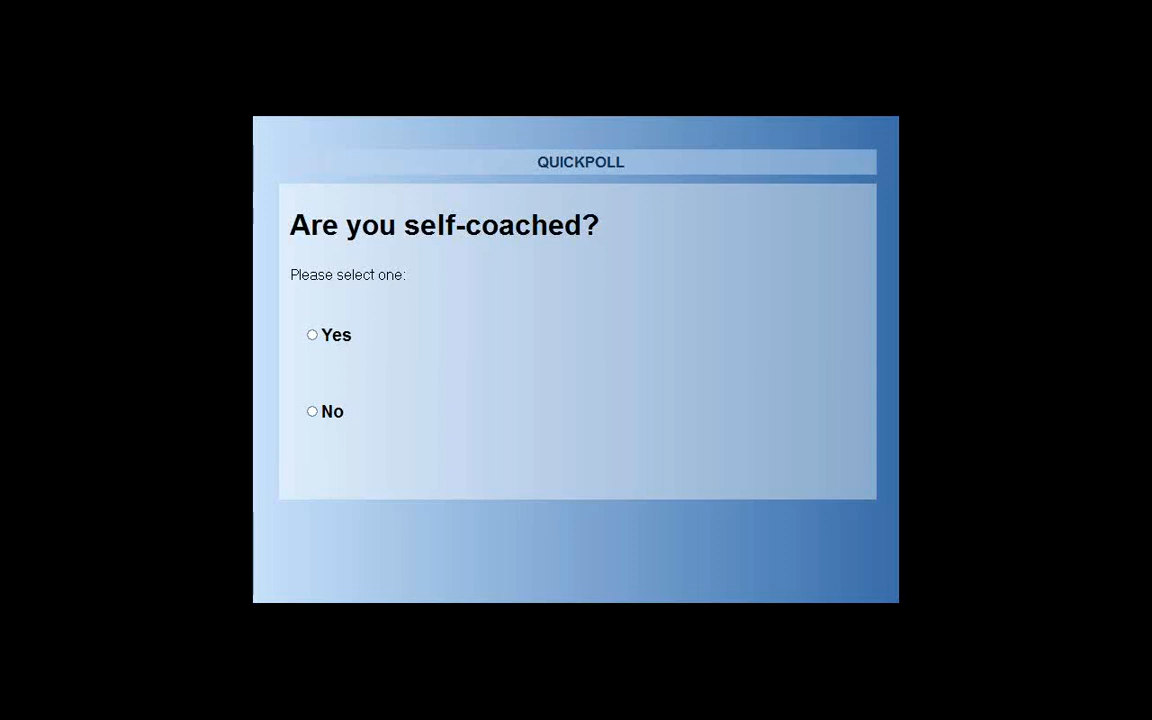 QUICKPOLL
Are you self-coached?
Please select one:
Yes
No